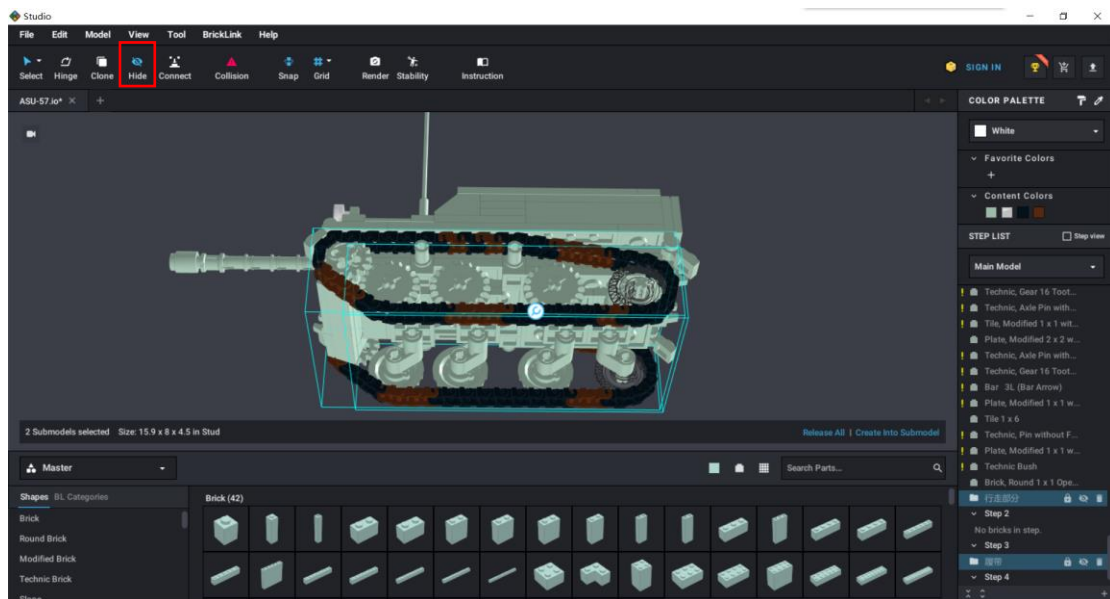 Studio
File Edit Model View Tool BrickLink Help
Select Hinge Clone Hide Connect Collision Snap Grid Render Stability Instruction
SIGN IN
ASU-57.io* × +
COLOR PALETTE
White
Favorite Colors
+
Content Colors
STEP LIST Step view
Main Model
Technic, Gear 16 Toot...
Technic, Axle Pin with...
Tile, Modified 1 x 1 wit...
Plate, Modified 2 x 2 w...
Technic, Axle Pin with...
Technic, Gear 16 Toot...
Bar 3L (Bar Arrow)
Plate, Modified 1 x 1 w...
Tile 1 x 6
Technic, Pin without F...
Plate, Modified 1 x 1 w...
Technic Bush
Brick, Round 1 x 1 Ope...
行走部分
Step 2
No bricks in step.
Step 3
履带
Step 4
2 Submodels selected Size: 15.9 x 8 x 4.5 in Stud
Release All | Create Into Submodel
Master
Search Parts...
Shapes BL Categories
Brick (42)
Brick
Round Brick
Modified Brick
Technic Brick
Slope